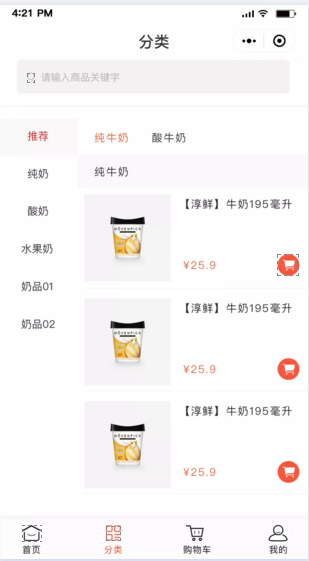 4:21 PM
分类
请输入商品关键字
推荐
纯牛奶
酸牛奶
纯牛奶
纯奶
酸奶
水果奶
奶品01
奶品02
【淳鲜】牛奶195毫升
¥25.9
【淳鲜】牛奶195毫升
¥25.9
【淳鲜】牛奶195毫升
¥25.9
首页
分类
购物车
我的